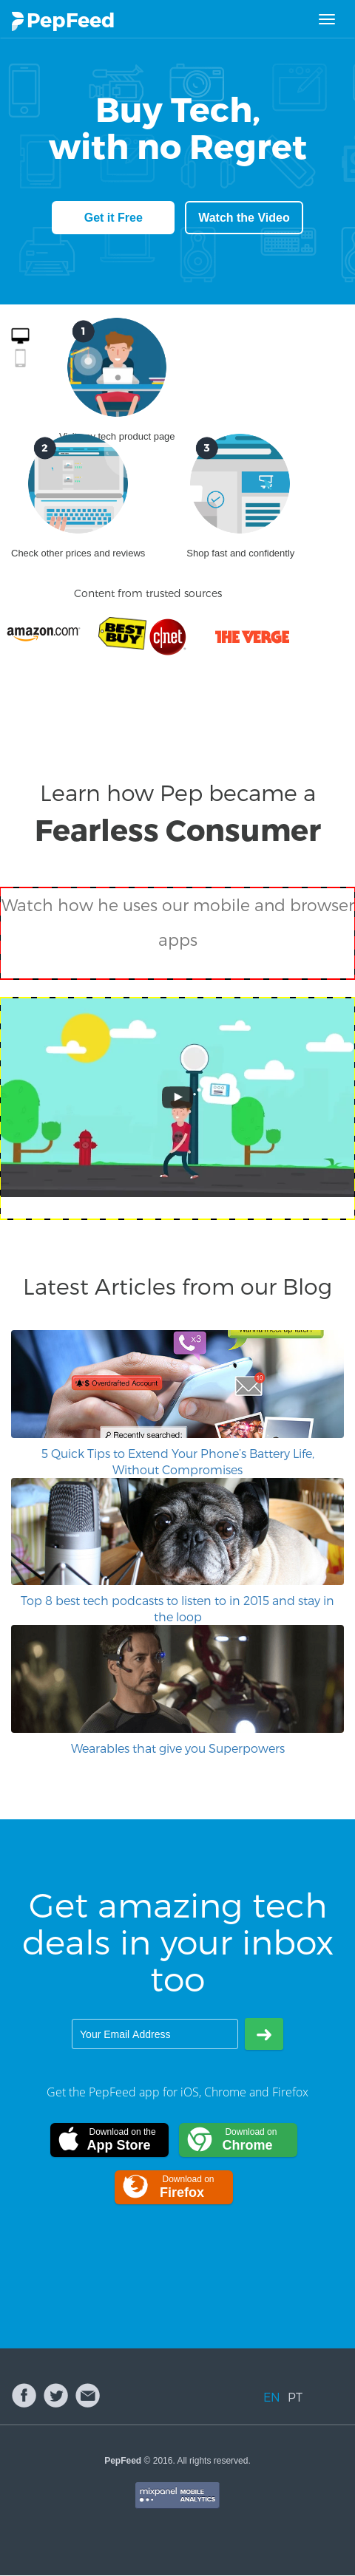 PepFeed
Buy Tech,
with no Regret
Get it Free
Watch the Video
1
tech product page
2
3
Check other prices and reviews
Shop fast and confidently
Content from trusted sources
amazon.com
BEST BUY
c|net
THE VERGE
Learn how Pep became a
Fearless Consumer
Watch how he uses our mobile and browser
apps
Latest Articles from our Blog
x3
$ Overdrafted Account
Recently searched:
5 Quick Tips to Extend Your Phone's Battery Life,
Without Compromises
Top 8 best tech podcasts to listen to in 2015 and stay in
the loop
Wearables that give you Superpowers
Get amazing tech
deals in your inbox
too
Your Email Address
Get the PepFeed app for iOS, Chrome and Firefox
Download on the
App Store
Download on
Chrome
Download on
Firefox
EN PT
PepFeed © 2016. All rights reserved.
mixpanel MOBILE
ANALYTICS